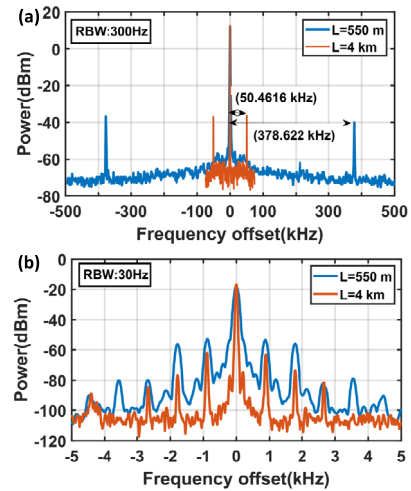 (a)
20
RBW:300Hz
L=550 m
L=4 km
0
-20
(50.4616 kHz)
-40
(378.622 kHz)
-60
-80
Power(dBm)
-500 -300 -100 0 100 300 500
Frequency offset(kHz)
(b)
0
RBW:30Hz
L=550 m
L=4 km
-20
-40
-60
-80
-100
-120
Power(dBm)
-5 -4 -3 -2 -1 0 1 2 3 4 5
Frequency offset(kHz)